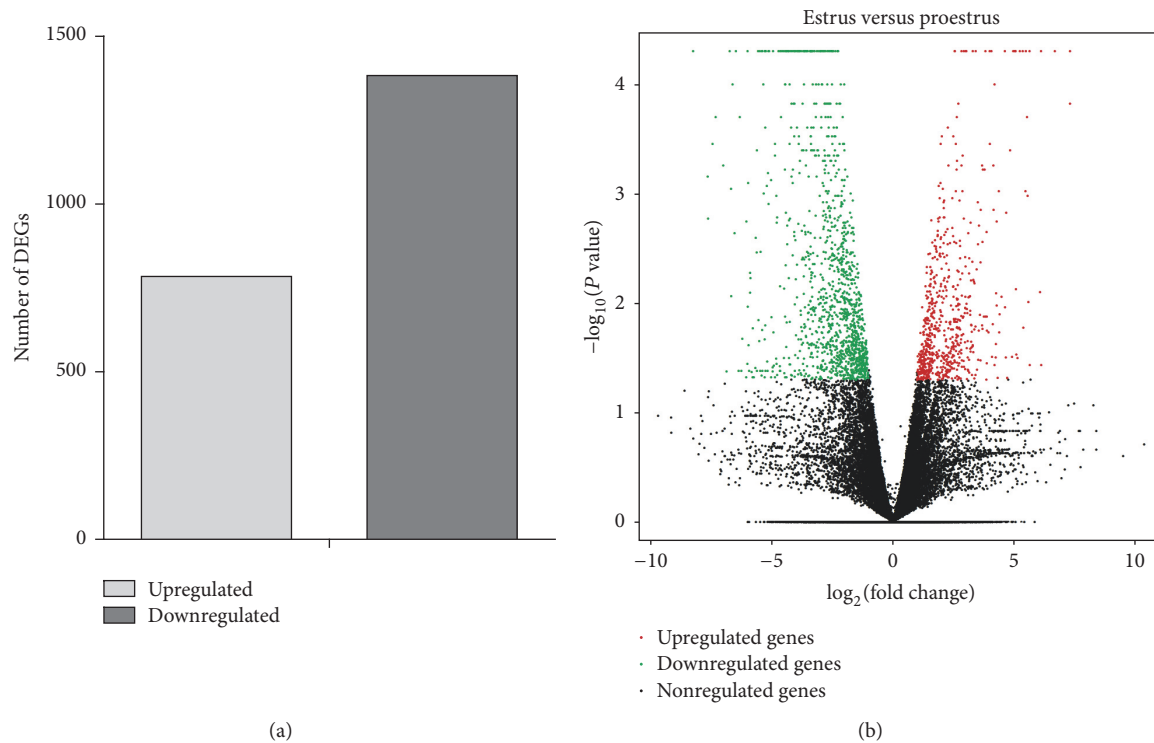 1500
1000
500
0
Number of DEGs
Upregulated
Downregulated
(a)
Estrus versus proestrus
4
3
2
1
0
−log10(P value)
−10
−5
0
5
10
log2(fold change)
Upregulated genes
Downregulated genes
Nonregulated genes
(b)